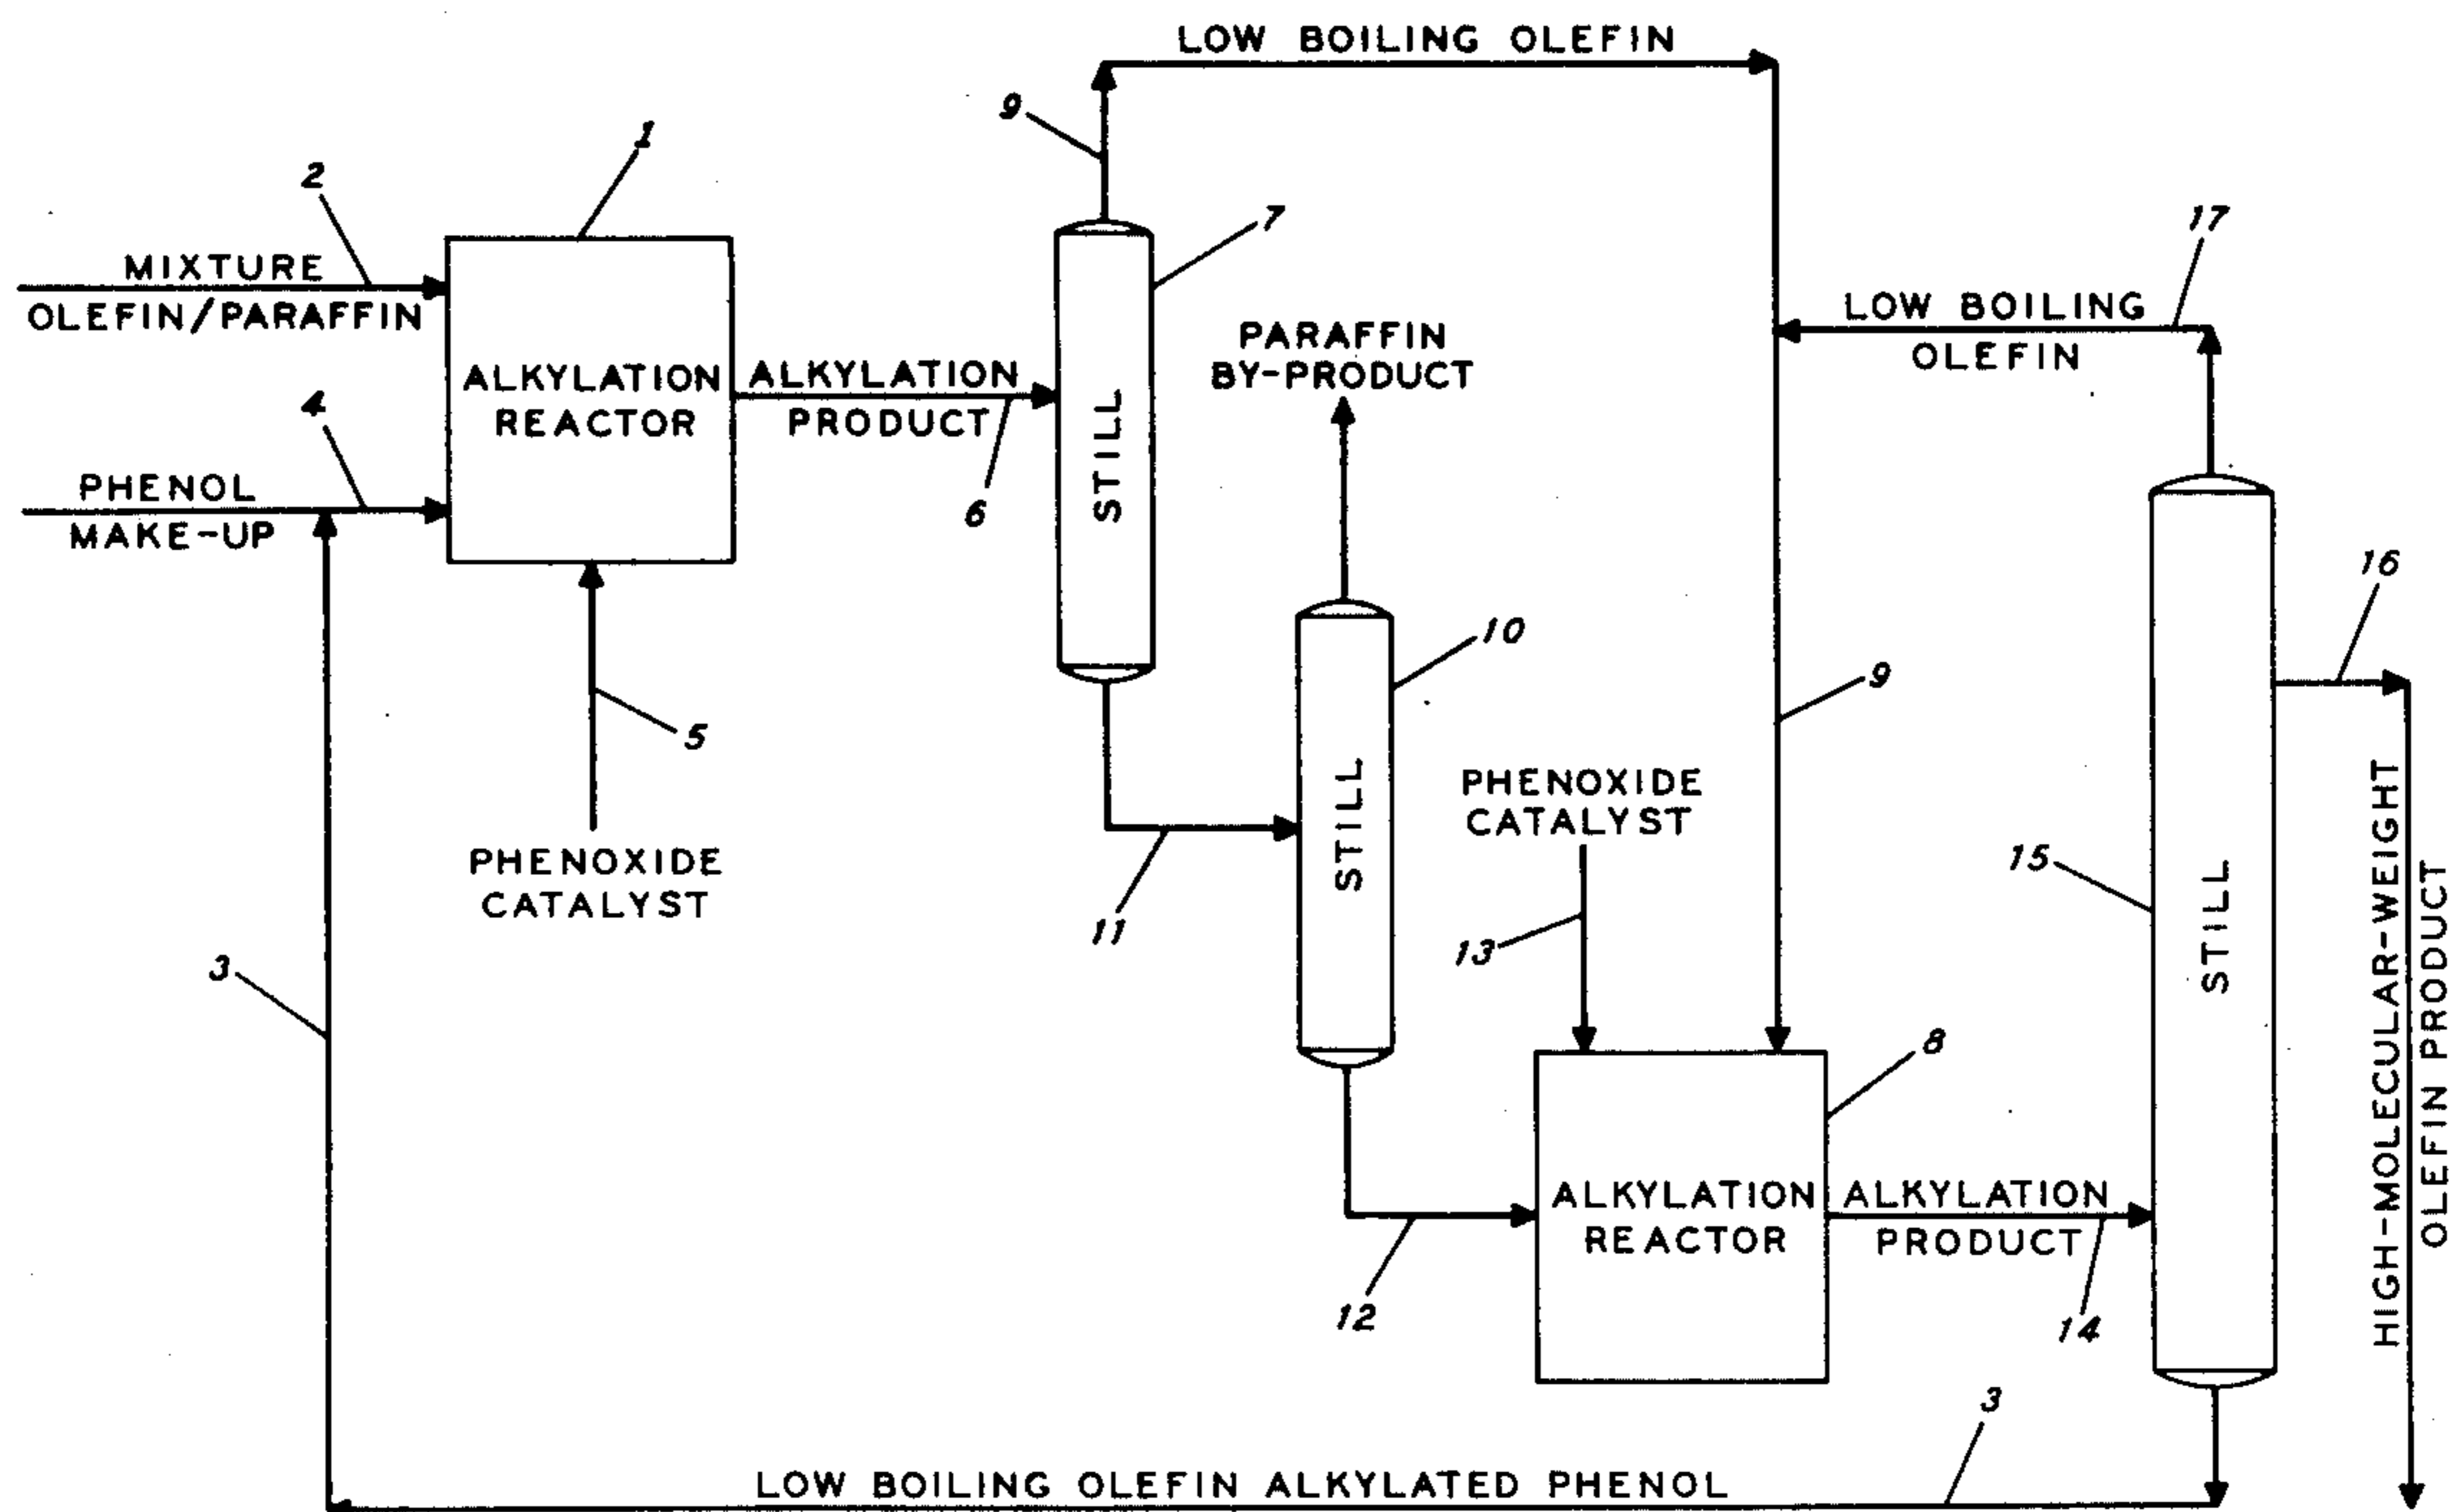 LOW BOILING OLEFIN
9
1
2
7
17
MIXTURE
OLEFIN/PARAFFIN
LOW BOILING
OLEFIN
PARAFFIN
BY-PRODUCT
ALKYLATION
REACTOR
ALKYLATION
PRODUCT
STILL
4
6
PHENOL
MAKE-UP
16
10
9
5
STILL
PHENOXIDE
CATALYST
PHENOXIDE
CATALYST
15
STILL
HIGH-MOLECULAR-WEIGHT
OLEFIN PRODUCT
3
11
13
8
ALKYLATION
REACTOR
ALKYLATION
PRODUCT
12
14
3
LOW BOILING OLEFIN ALKYLATED PHENOL